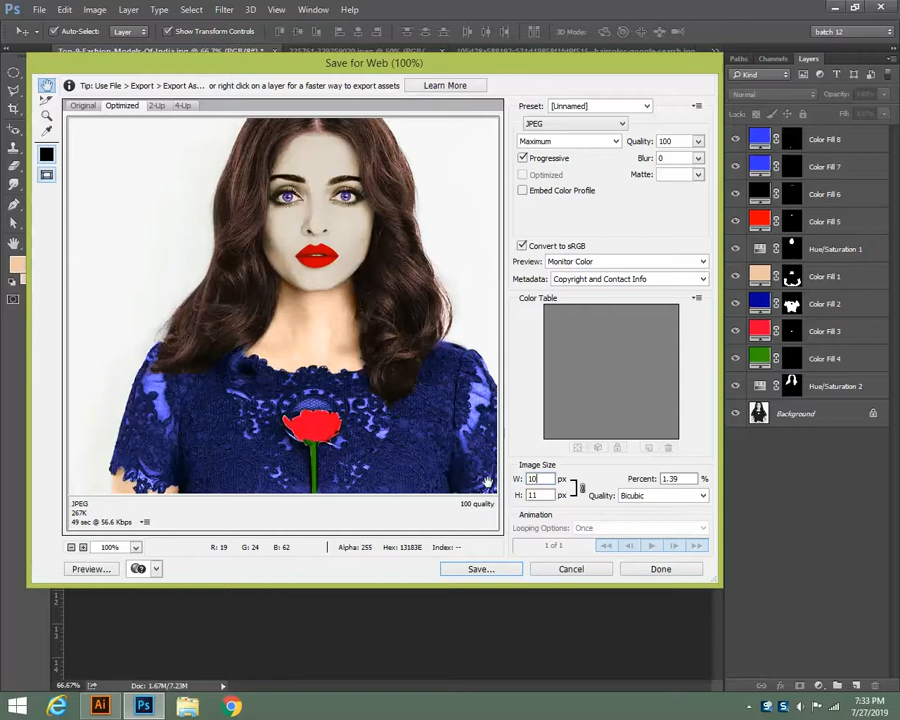 Ps File Edit Image Layer Type Select Filter 3D View Window Help
Auto-Select: Layer Show Transform Controls 3D Mode: batch 12
Save for Web (100%)
Tip: Use File > Export > Export As... or right click on a layer for a faster way to export assets Learn More
Original Optimized 2-Up 4-Up
Preset: [Unnamed]
JPEG
Maximum Quality: 100
Progressive Blur: 0
Optimized Matte:
Embed Color Profile
Convert to sRGB
Preview: Monitor Color
Metadata: Copyright and Contact Info
Color Table
Image Size
W: 10 px Percent: 1.39 %
H: 11 px Quality: Bicubic
Animation
Looping Options: Once
1 of 1
JPEG 100 quality
267K
49 sec @ 56.6 Kbps
100% R: 19 G: 24 B: 62 Alpha: 255 Hex: 13183E Index: --
Preview... Save... Cancel Done
Paths Channels Layers
Kind
Normal Opacity:
Lock: Fill:
Color Fill 8
Color Fill 7
Color Fill 6
Color Fill 5
Hue/Saturation 1
Color Fill 1
Color Fill 2
Color Fill 3
Color Fill 4
Hue/Saturation 2
Background
66.67% Doc: 1.67M/7.23M
Ai Ps
7:33 PM
7/27/2019